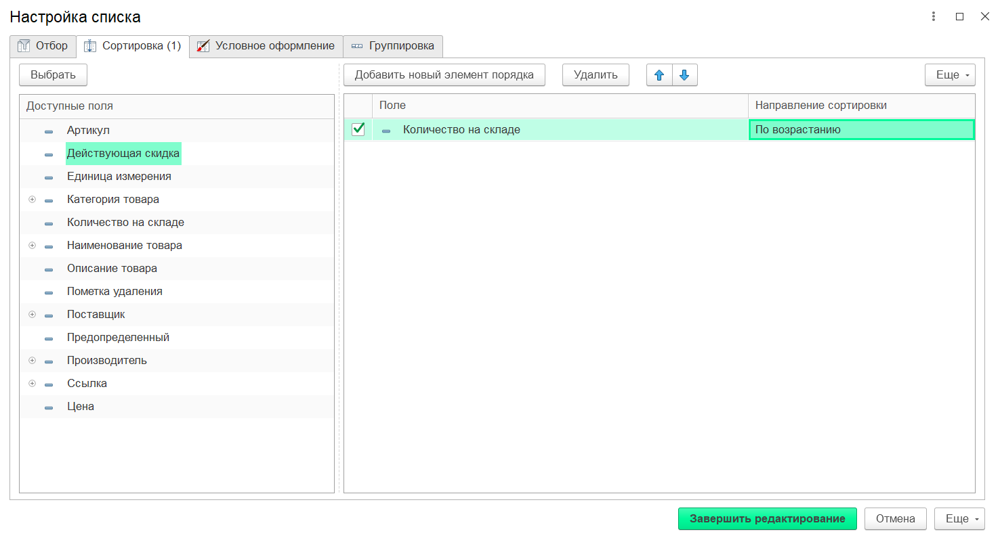 Настройка списка
Отбор
Сортировка (1)
Условное оформление
Группировка
Выбрать
Добавить новый элемент порядка
Удалить
Еще
Доступные поля
Артикул
Действующая скидка
Единица измерения
Категория товара
Количество на складе
Наименование товара
Описание товара
Пометка удаления
Поставщик
Предопределенный
Производитель
Ссылка
Цена
Поле
Направление сортировки
Количество на складе
По возрастанию
Завершить редактирование
Отмена
Еще